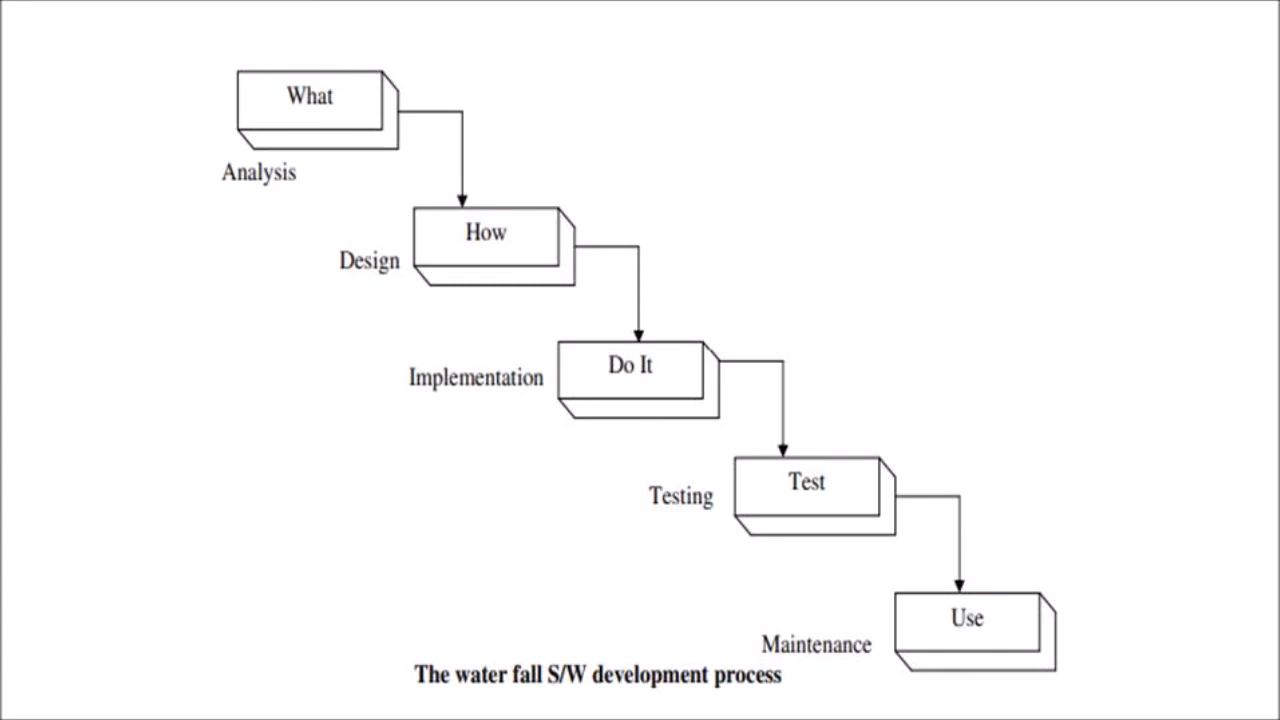 What
Analysis
How
Design
Do It
Implementation
Test
Testing
Use
Maintenance
The water fall S/W development process